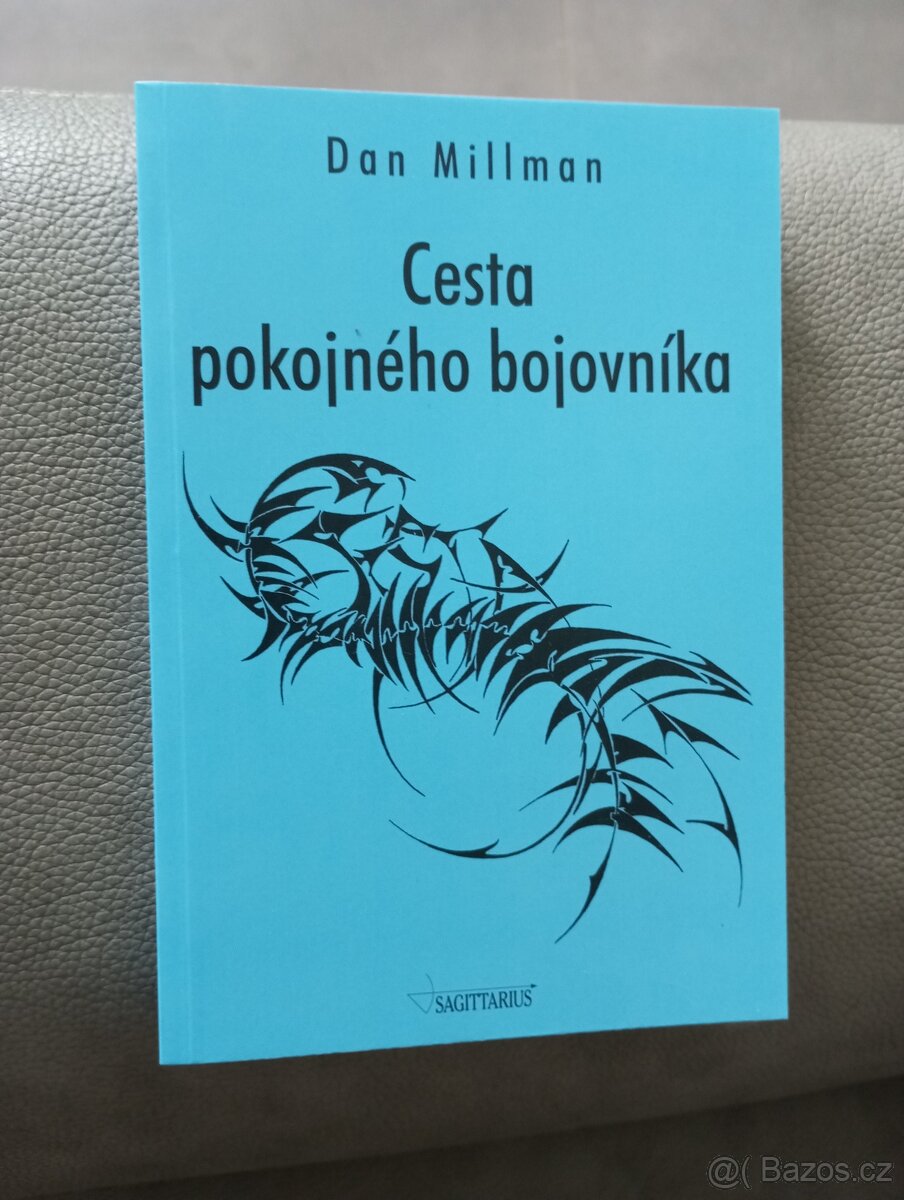 Dan Millman
Cesta
pokojného bojovníka
SAGITTARIUS
@( Bazos.cz